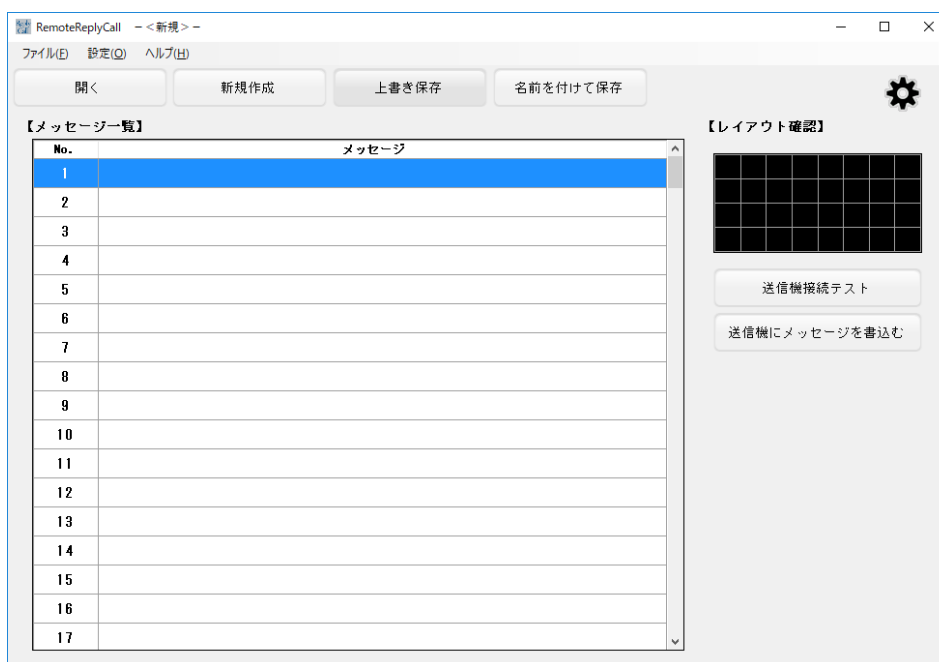 RemoteReplyCall －＜新規＞－
ファイル(F) 設定(O) ヘルプ(H)
開く 新規作成 上書き保存 名前を付けて保存
【メッセージ一覧】 【レイアウト確認】
No. メッセージ
1
2
3
4
5
送信機接続テスト
6
送信機にメッセージを書込む
7
8
9
10
11
12
13
14
15
16
17